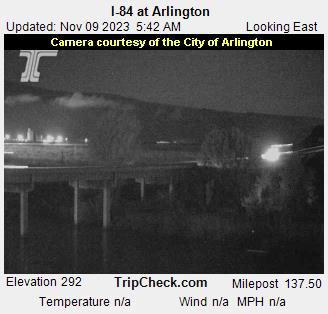 I-84 at Arlington
Updated: Nov 09 2023 5:42 AM Looking East
Camera courtesy of the City of Arlington
Elevation 292 TripCheck.com Milepost 137.50
Temperature n/a Wind n/a MPH n/a